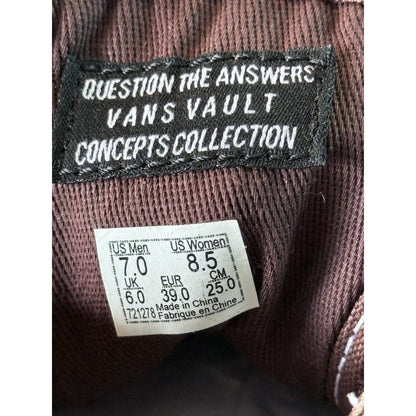 QUESTION THE ANSWERS
VANS VAULT
CONCEPTS COLLECTION
US Men US Women
7.0 8.5
UK EUR CM
6.0 39.0 25.0
721278 Made in China
Fabrique en Chine